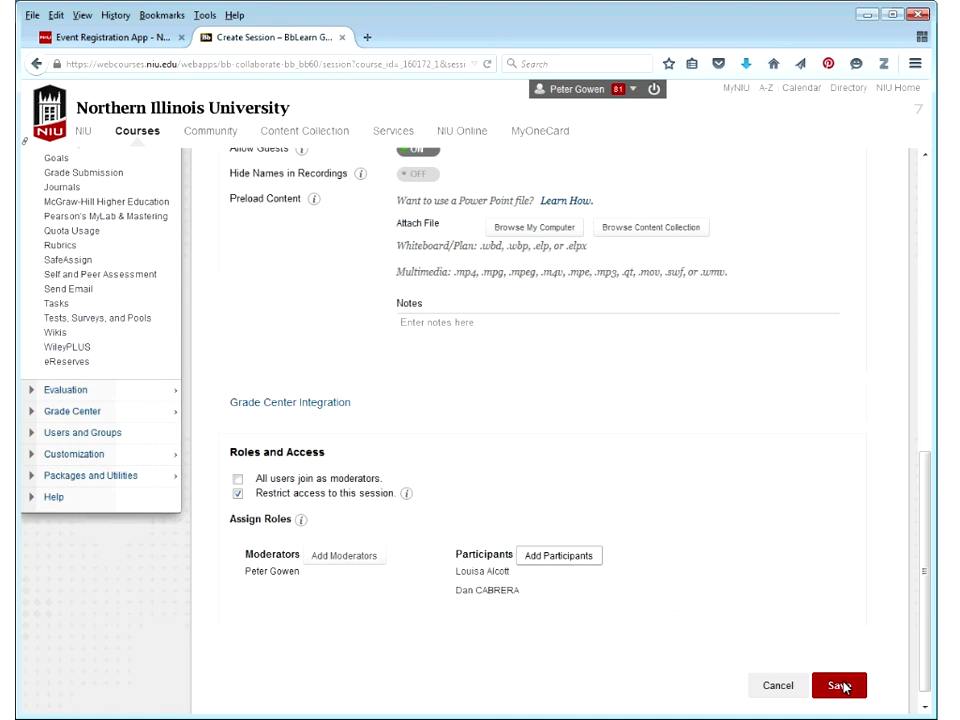 File Edit View History Bookmarks Tools Help
Event Registration App - N... × Bb Create Session – BbLearn G... × +
https://webcourses.niu.edu/webapps/bb-collaborate-bb_bb60/session?course_id=_160172_1&sessi Search
Peter Gowen 81
MyNIU A-Z Calendar Directory NIU Home
NIU Northern Illinois University
7
NIU Courses Community Content Collection Services NIU Online MyOneCard
Goals
Grade Submission
Journals
McGraw-Hill Higher Education
Pearson's MyLab & Mastering
Quota Usage
Rubrics
SafeAssign
Self and Peer Assessment
Send Email
Tasks
Tests, Surveys, and Pools
Wikis
WileyPLUS
eReserves
Evaluation
Grade Center
Users and Groups
Customization
Packages and Utilities
Help
Allow Guests ON
Hide Names in Recordings OFF
Preload Content Want to use a Power Point file? Learn How.
Attach File Browse My Computer Browse Content Collection
Whiteboard/Plan: .wbd, .wbp, .elp, or .elpx
Multimedia: .mp4, .mpg, .mpeg, .m4v, .mpe, .mp3, .qt, .mov, .swf, or .wmv.
Notes
Enter notes here
Grade Center Integration
Roles and Access
All users join as moderators.
Restrict access to this session.
Assign Roles
Moderators Add Moderators Participants Add Participants
Peter Gowen Louisa Alcott
Dan CABRERA
Cancel Save